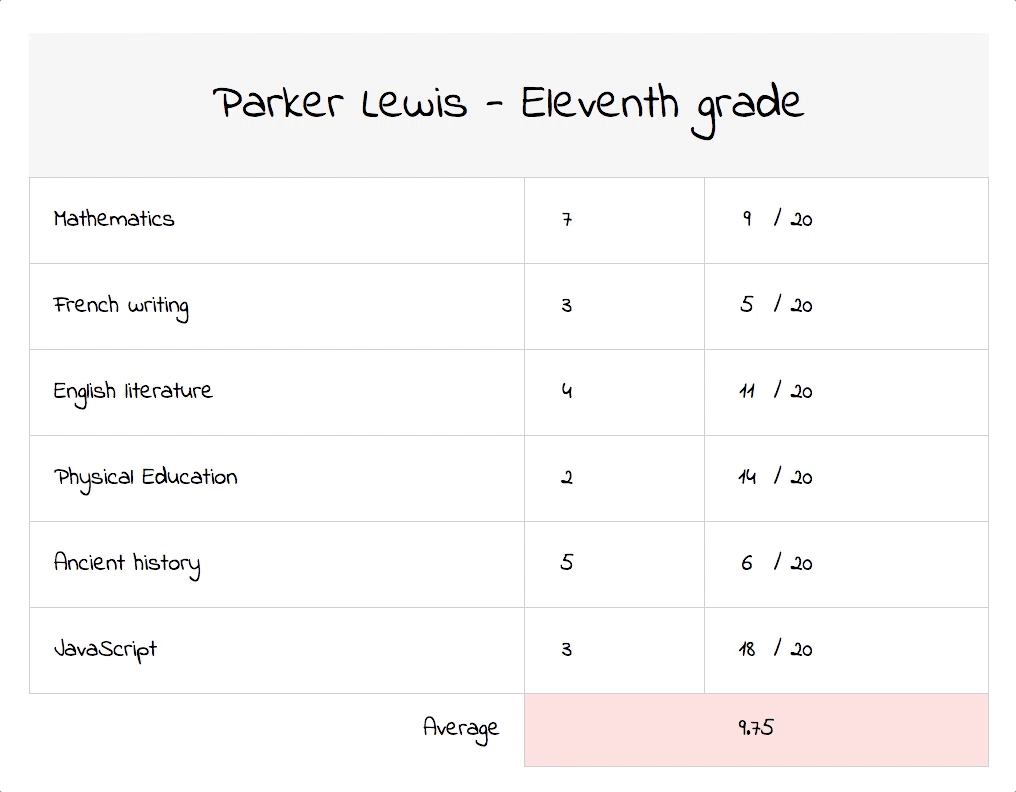 Parker Lewis - Eleventh grade
Mathematics 7 9 / 20
French writing 3 5 / 20
English literature 4 11 / 20
Physical Education 2 14 / 20
Ancient history 5 6 / 20
JavaScript 3 18 / 20
Average 9.75